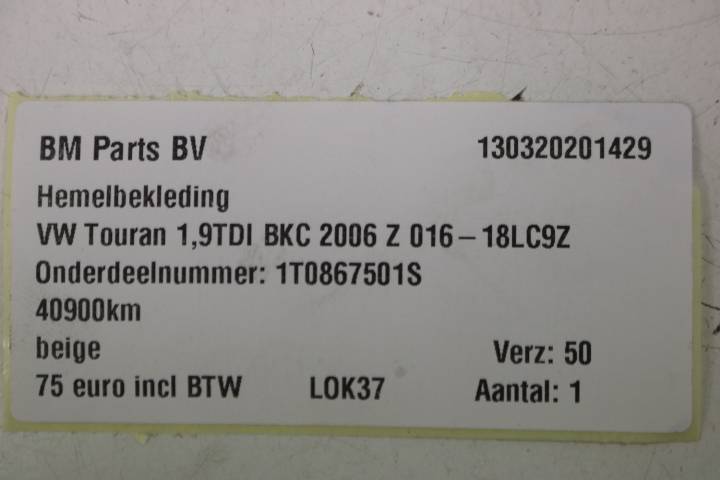 BM Parts BV 130320201429
Hemelbekleding
VW Touran 1,9TDI BKC 2006 Z 016-18LC9Z
Onderdeelnummer: 1T0867501S
40900km
beige Verz: 50
75 euro incl BTW LOK37 Aantal: 1